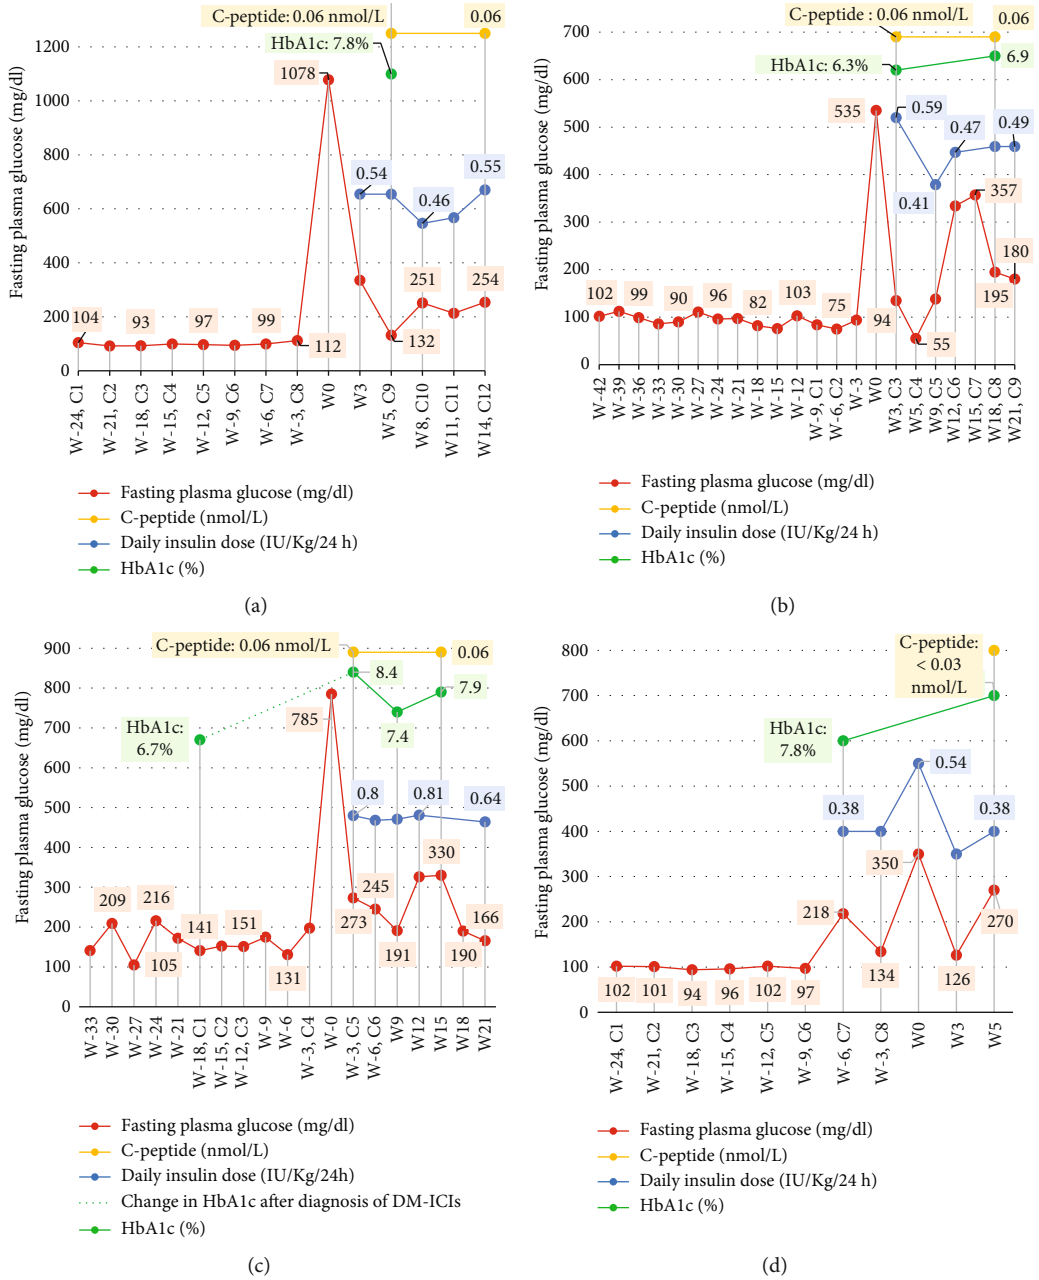 C-peptide: 0.06 nmol/L
0.06
HbA1c: 7.8%
Fasting plasma glucose (mg/dl)
1200
1000
800
600
400
200
0
1078
0.54
0.46
0.55
104
93
97
99
112
132
251
254
W-24, C1
W-21, C2
W-18, C3
W-15, C4
W-12, C5
W-9, C6
W-6, C7
W-3, C8
W0
W3
W5, C9
W8, C10
W11, C11
W14, C12
Fasting plasma glucose (mg/dl)
C-peptide (nmol/L)
Daily insulin dose (IU/Kg/24 h)
HbA1c (%)
(a)
C-peptide : 0.06 nmol/L
0.06
HbA1c: 6.3%
6.9
Fasting plasma glucose (mg/dl)
700
600
500
400
300
200
100
0
535
0.59
0.41
0.47
0.49
102
99
90
96
82
103
75
94
55
357
195
180
W-42
W-39
W-36
W-33
W-30
W-27
W-24
W-21
W-18
W-15
W-12
W-9, C1
W-6, C2
W-3
W0
W3, C3
W5, C4
W9, C5
W12, C6
W15, C7
W18, C8
W21, C9
Fasting plasma glucose (mg/dl)
C-peptide (nmol/L)
Daily insulin dose (IU/Kg/24 h)
HbA1c (%)
(b)
C-peptide: 0.06 nmol/L
0.06
HbA1c:
6.7%
8.4
7.4
7.9
Fasting plasma glucose (mg/dl)
900
800
700
600
500
400
300
200
100
0
785
0.8
0.81
0.64
209
105
216
141
151
131
273
245
191
330
190
166
W-33
W-30
W-27
W-24
W-21
W-18, C1
W-15, C2
W-12, C3
W-9
W-6
W-3, C4
W-0
W-3, C5
W-6, C6
W9
W12
W15
W18
W21
Fasting plasma glucose (mg/dl)
C-peptide (nmol/L)
Daily insulin dose (IU/Kg/24h)
Change in HbA1c after diagnosis of DM-ICIs
HbA1c (%)
(c)
C-peptide:
< 0.03
nmol/L
HbA1c:
7.8%
Fasting plasma glucose (mg/dl)
800
700
600
500
400
300
200
100
0
0.38
0.54
0.38
102
101
94
96
102
97
218
134
350
126
270
W-24, C1
W-21, C2
W-18, C3
W-15, C4
W-12, C5
W-9, C6
W-6, C7
W-3, C8
W0
W3
W5
Fasting plasma glucose (mg/dl)
C-peptide (nmol/L)
Daily insulin dose (IU/Kg/24 h)
HbA1c (%)
(d)